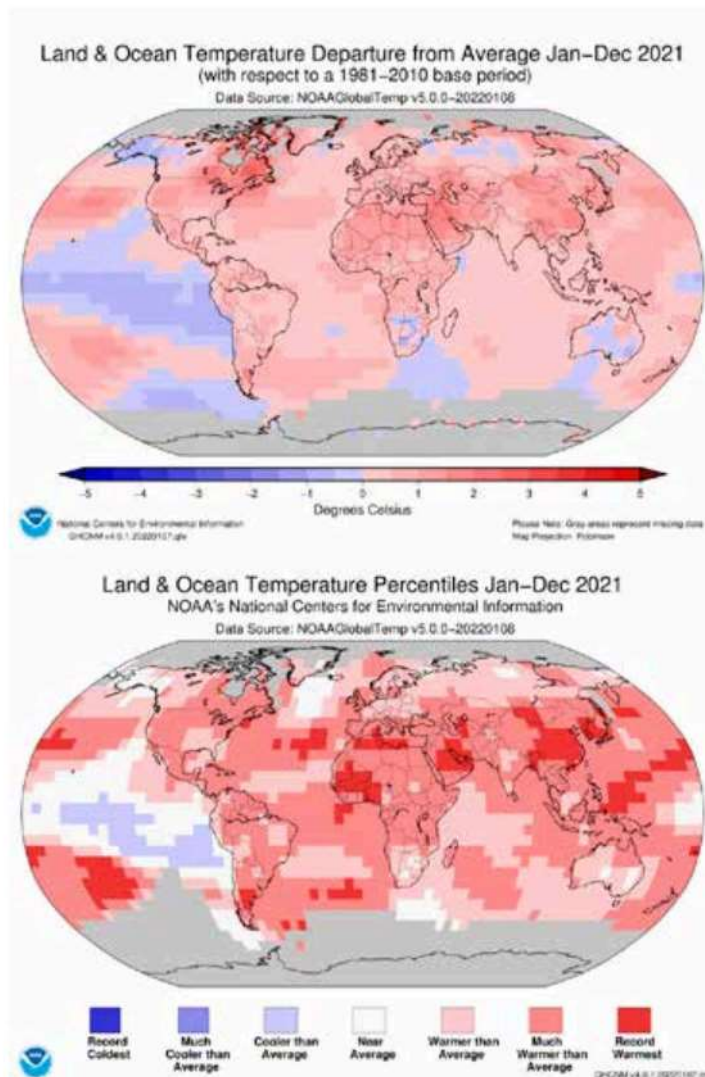 Land & Ocean Temperature Departure from Average Jan–Dec 2021
(with respect to a 1981–2010 base period)
Data Source: NOAAGlobalTemp v5.0.0–20220108
-5 -4 -3 -2 -1 0 1 2 3 4 5
Degrees Celsius
National Centers for Environmental Information
Please Note: Gray areas represent missing data
Map Projection: Robinson
Land & Ocean Temperature Percentiles Jan–Dec 2021
NOAA's National Centers for Environmental Information
Data Source: NOAAGlobalTemp v5.0.0–20220108
Record Coldest
Much Cooler than Average
Cooler than Average
Near Average
Warmer than Average
Much Warmer than Average
Record Warmest